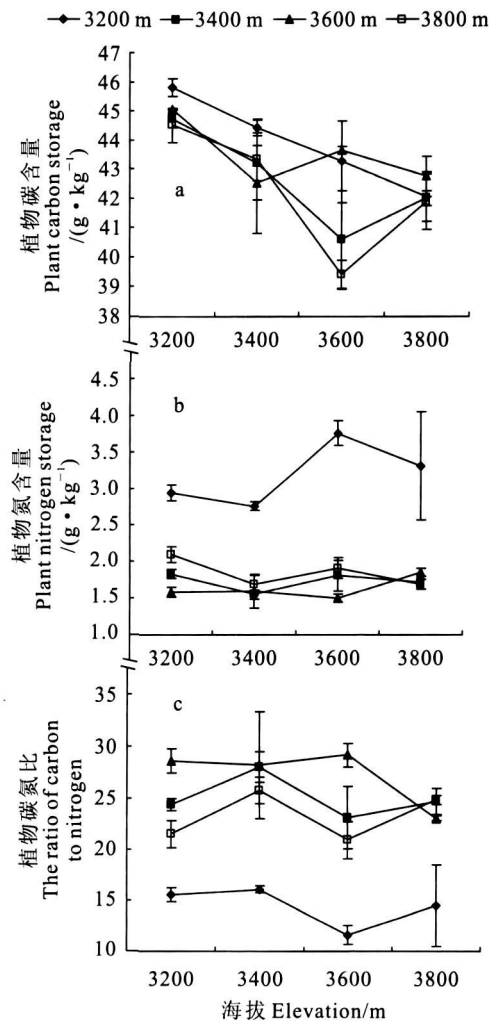 3200 m 3400 m 3600 m 3800 m
47
46
45
44
43
42
41
40
39
38
植物碳含量
Plant carbon storage
/(g·kg⁻¹)
a
3200 3400 3600 3800
4.5
4.0
3.5
3.0
2.5
2.0
1.5
1.0
植物氮含量
Plant nitrogen storage
/(g·kg⁻¹)
b
3200 3400 3600 3800
35
30
25
20
15
10
植物碳氮比
The ratio of carbon
to nitrogen
c
3200 3400 3600 3800
海拔 Elevation/m